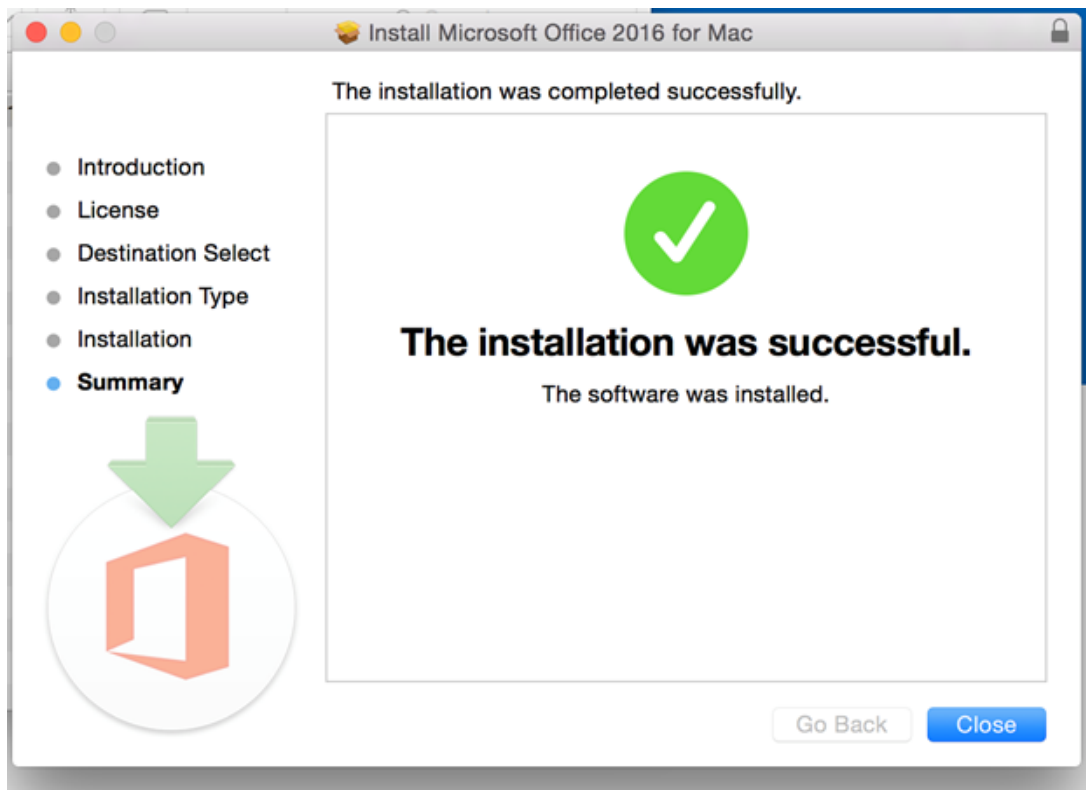 Install Microsoft Office 2016 for Mac
The installation was completed successfully.
Introduction
License
Destination Select
Installation Type
Installation
Summary
The installation was successful.
The software was installed.
Go Back
Close